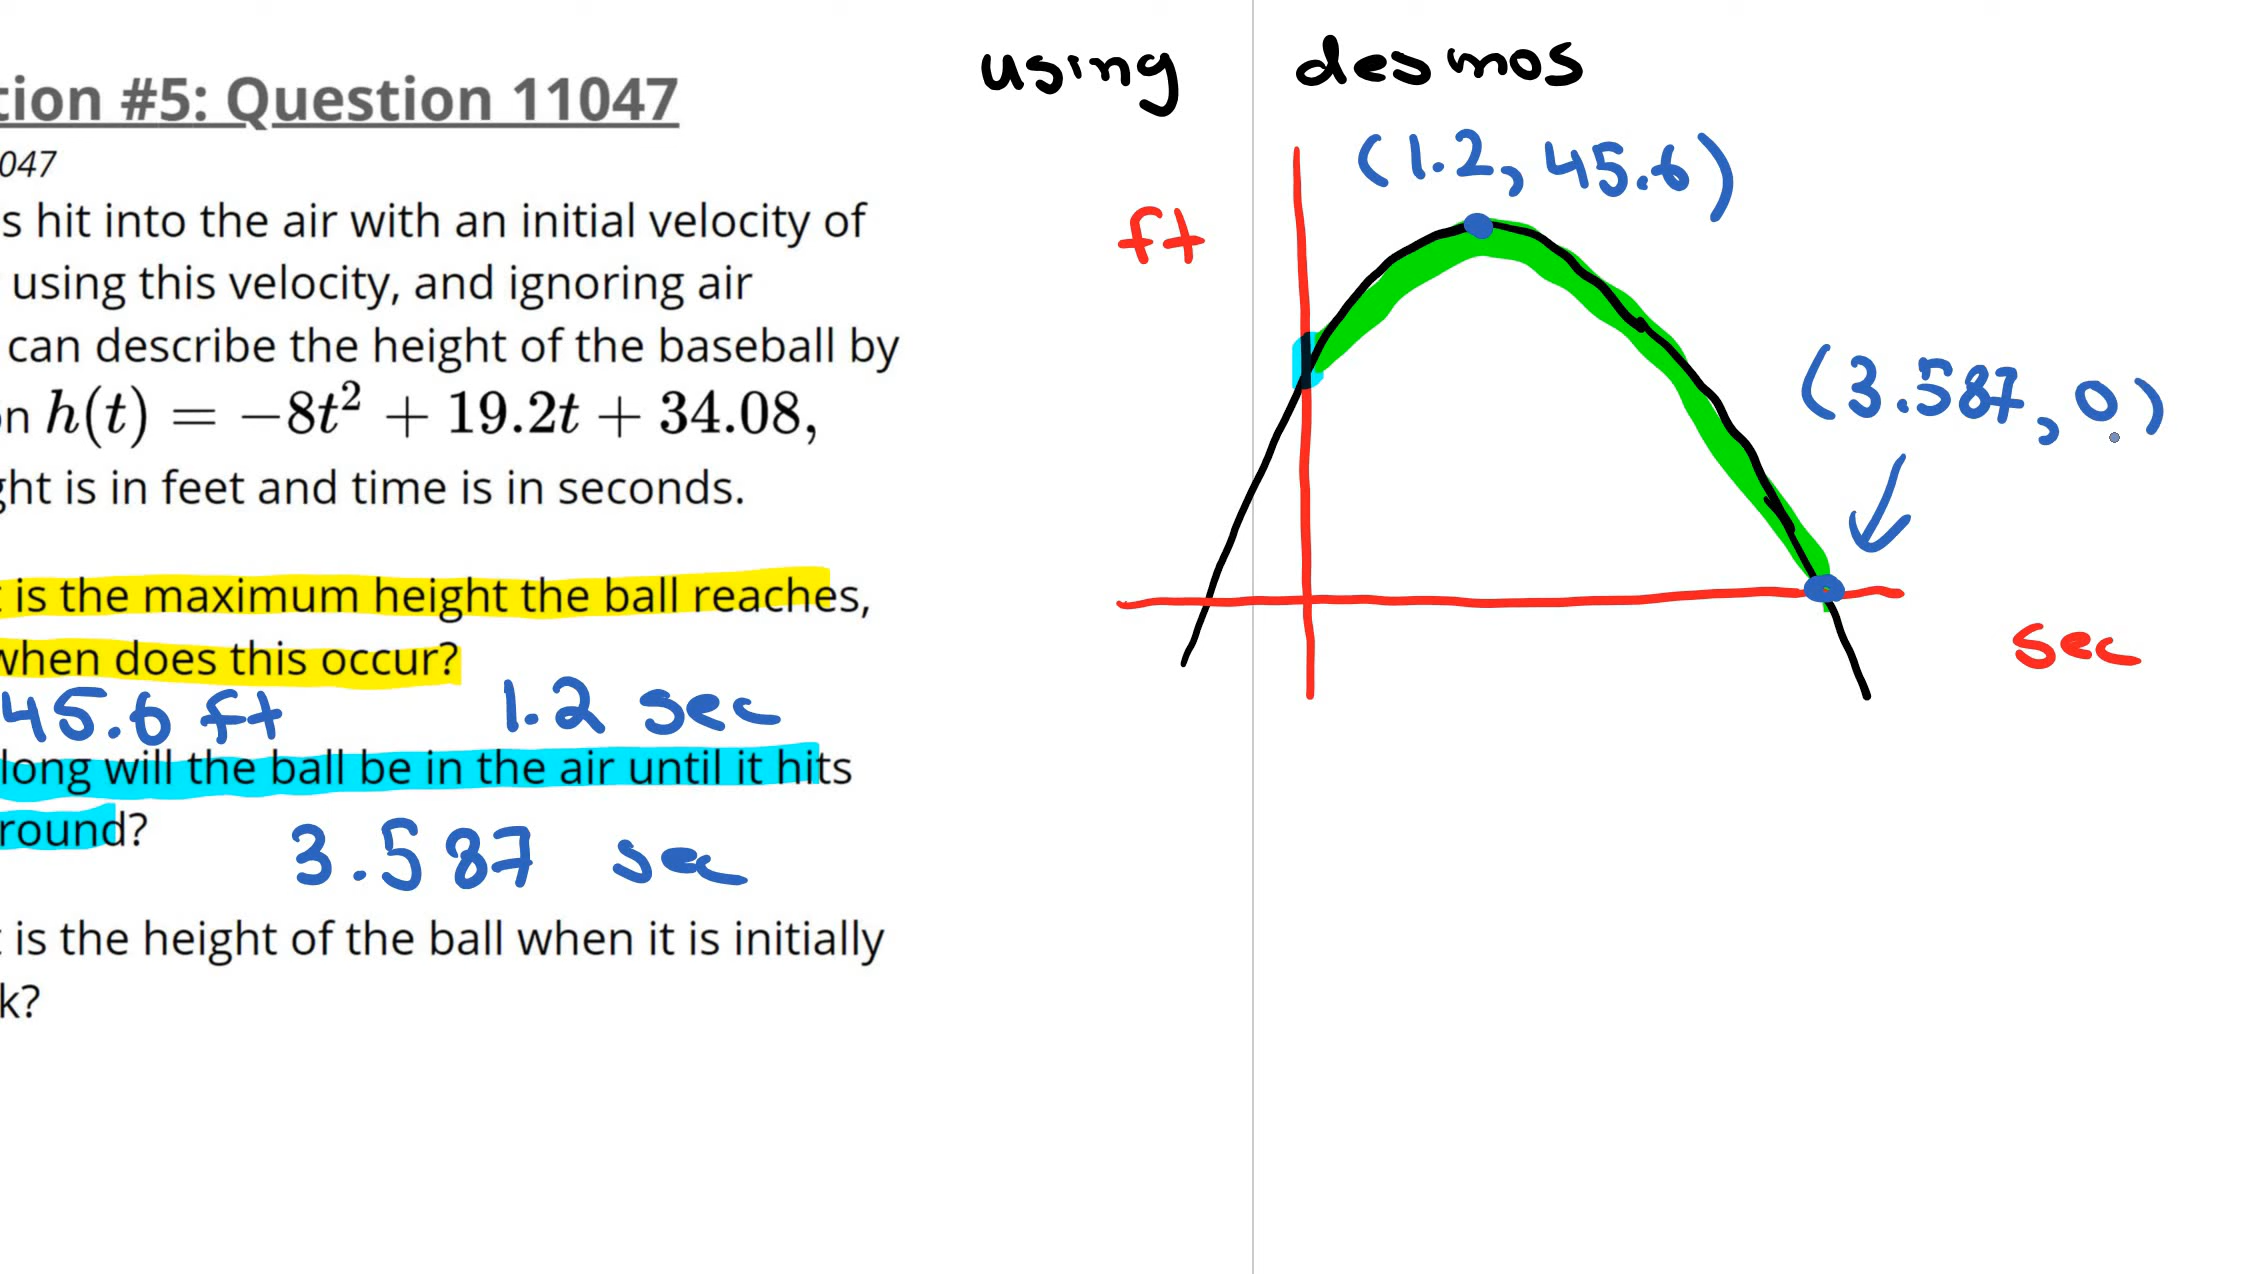 tion #5: Question 11047
047
s hit into the air with an initial velocity of
using this velocity, and ignoring air
can describe the height of the baseball by
n h(t) = −8t² + 19.2t + 34.08,
ght is in feet and time is in seconds.
t is the maximum height the ball reaches,
when does this occur?
45.6 ft 1.2 sec
long will the ball be in the air until it hits
round?
3.587 sec
t is the height of the ball when it is initially
k?
using desmos
(1.2, 45.6)
ft
(3.587, 0)
sec